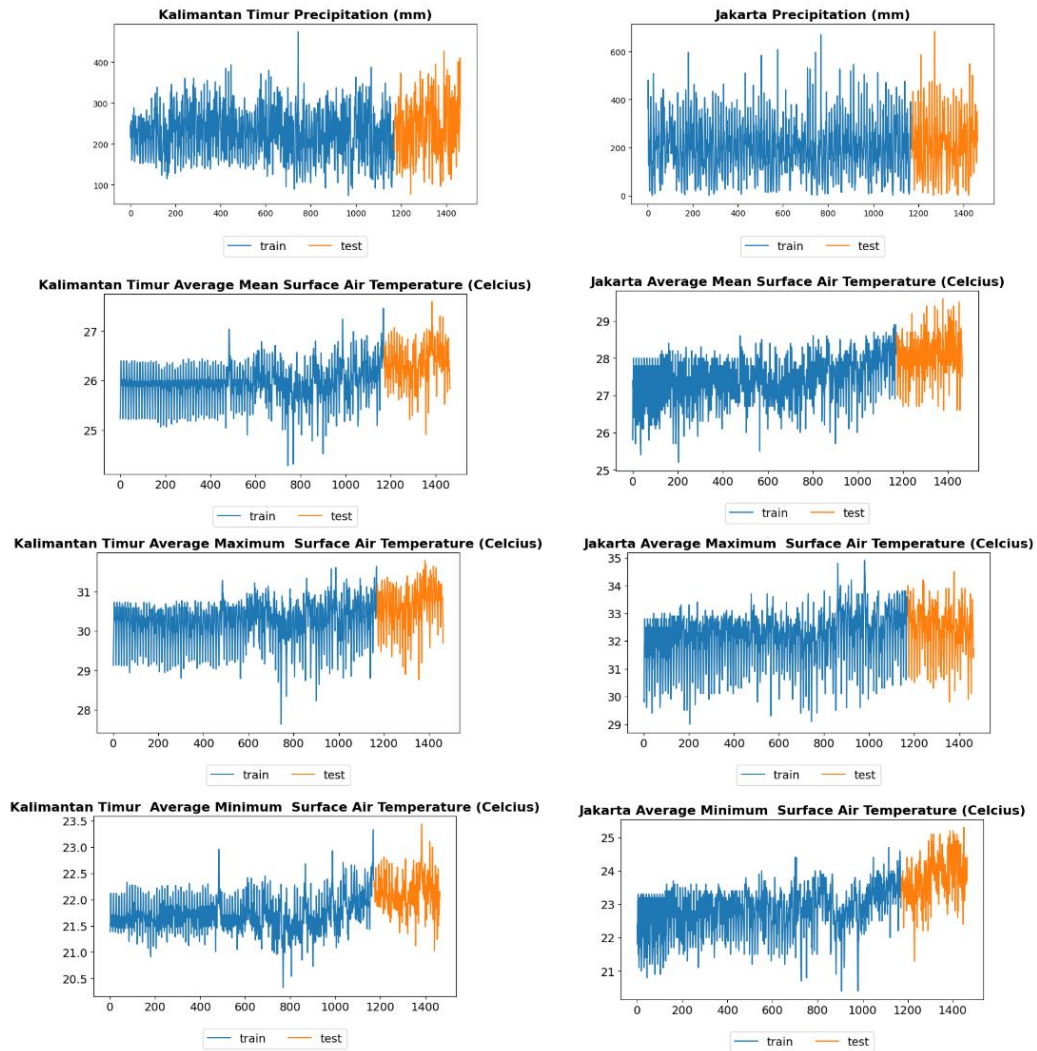 Kalimantan Timur Precipitation (mm)
400
300
200
100
0 200 400 600 800 1000 1200 1400
train test
Jakarta Precipitation (mm)
600
400
200
0
0 200 400 600 800 1000 1200 1400
train test
Kalimantan Timur Average Mean Surface Air Temperature (Celcius)
27
26
25
0 200 400 600 800 1000 1200 1400
train test
Jakarta Average Mean Surface Air Temperature (Celcius)
29
28
27
26
25
0 200 400 600 800 1000 1200 1400
train test
Kalimantan Timur Average Maximum  Surface Air Temperature (Celcius)
31
30
29
28
0 200 400 600 800 1000 1200 1400
train test
Jakarta Average Maximum  Surface Air Temperature (Celcius)
35
34
33
32
31
30
29
0 200 400 600 800 1000 1200 1400
train test
Kalimantan Timur  Average Minimum  Surface Air Temperature (Celcius)
23.5
23.0
22.5
22.0
21.5
21.0
20.5
0 200 400 600 800 1000 1200 1400
train test
Jakarta Average Minimum  Surface Air Temperature (Celcius)
25
24
23
22
21
0 200 400 600 800 1000 1200 1400
train test